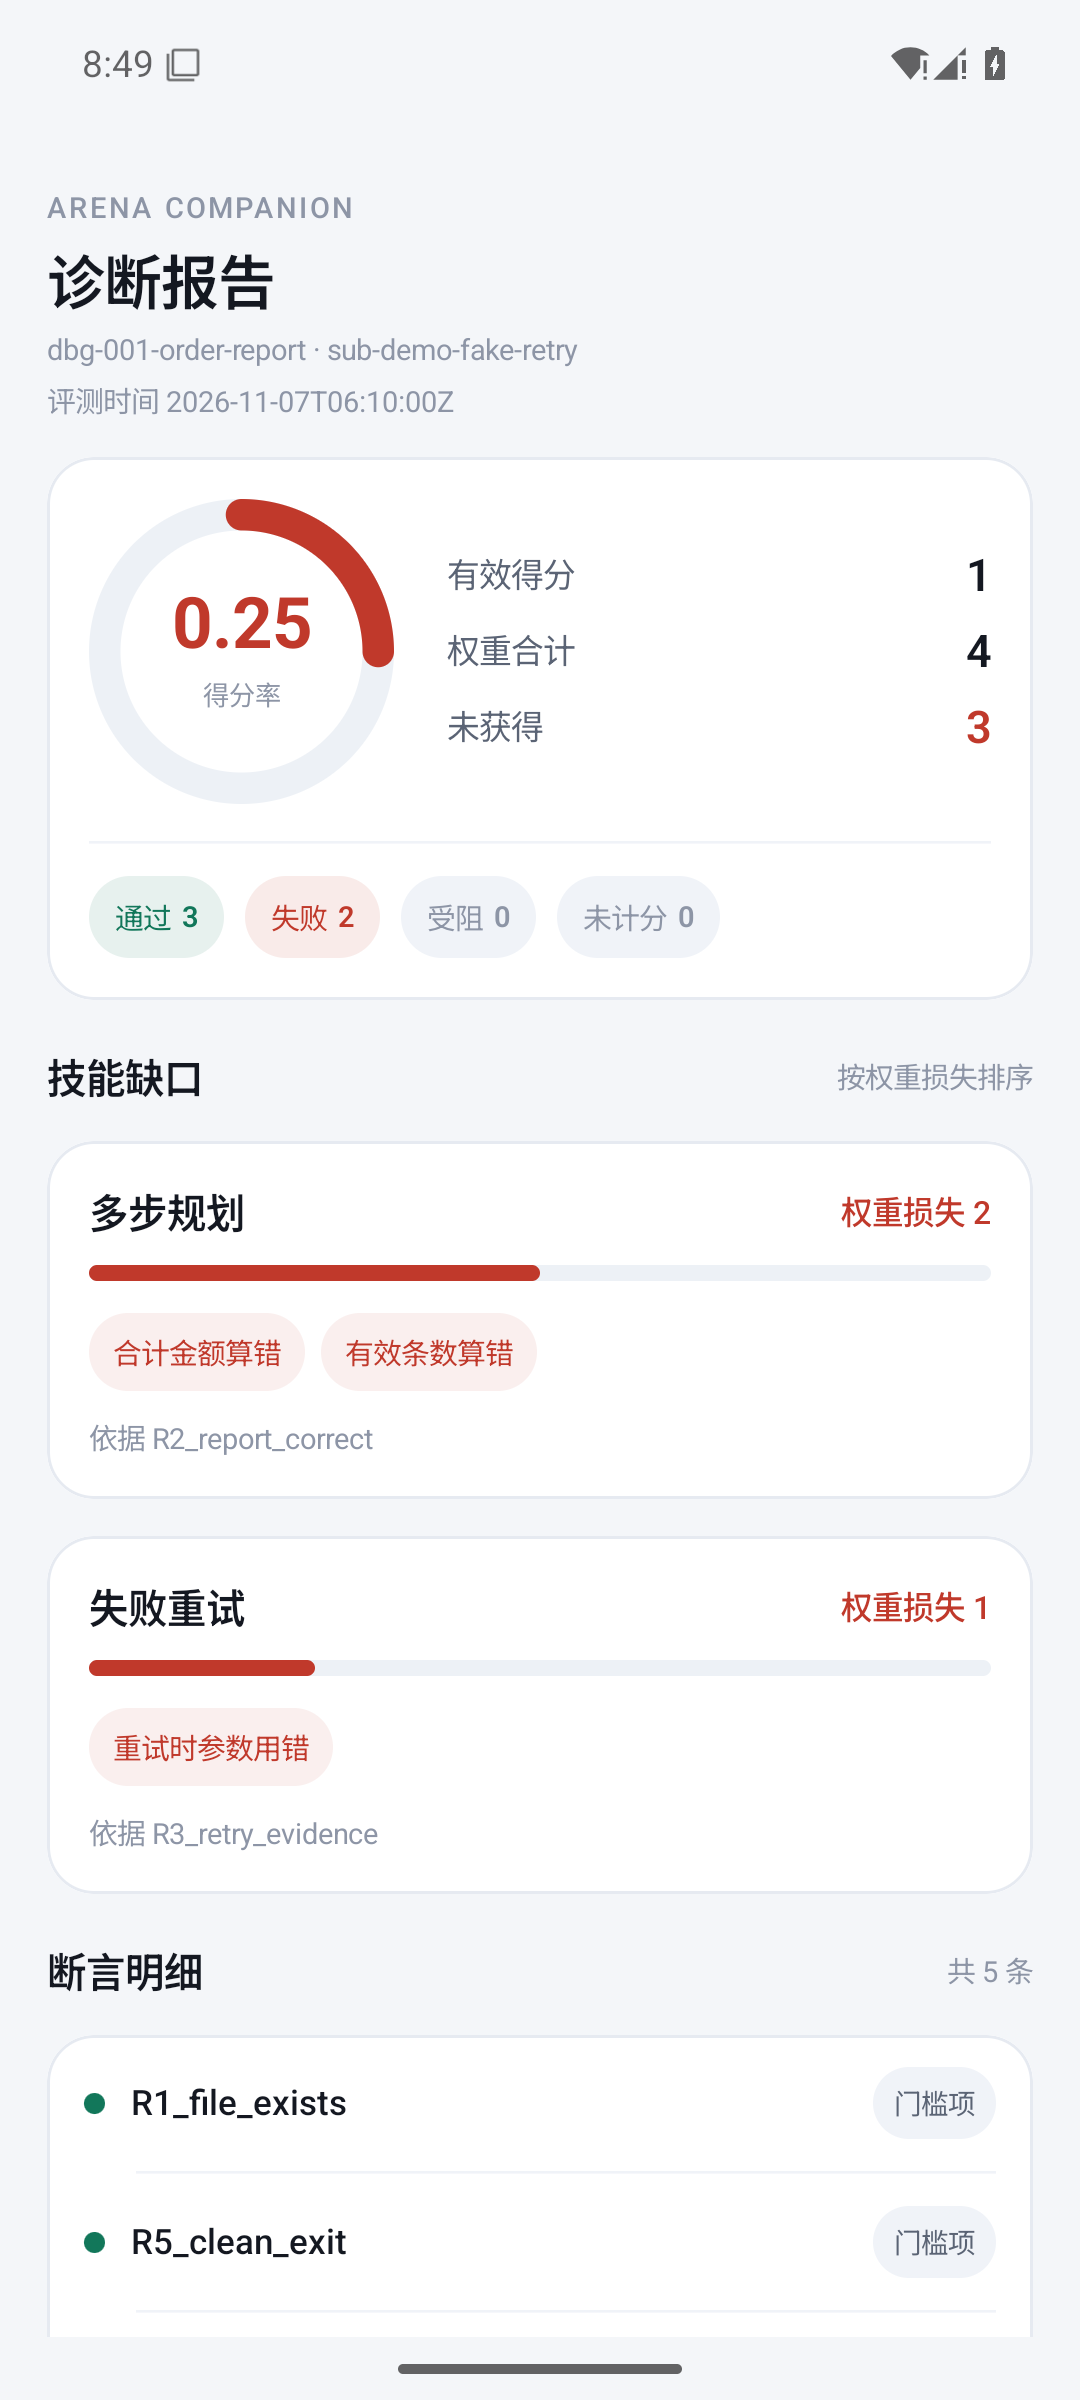 8:49
ARENA COMPANION
诊断报告
dbg-001-order-report · sub-demo-fake-retry
评测时间 2026-11-07T06:10:00Z
0.25
得分率
有效得分 1
权重合计 4
未获得 3
通过 3 失败 2 受阻 0 未计分 0
技能缺口 按权重损失排序
多步规划 权重损失 2
合计金额算错 有效条数算错
依据 R2_report_correct
失败重试 权重损失 1
重试时参数用错
依据 R3_retry_evidence
断言明细 共 5 条
R1_file_exists 门槛项
R5_clean_exit 门槛项